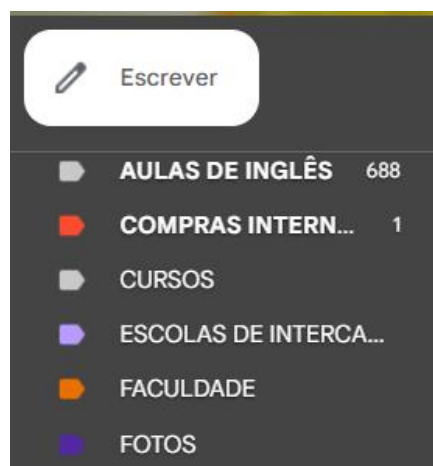 Escrever
AULAS DE INGLÊS 688
COMPRAS INTERN... 1
CURSOS
ESCOLAS DE INTERCA...
FACULDADE
FOTOS